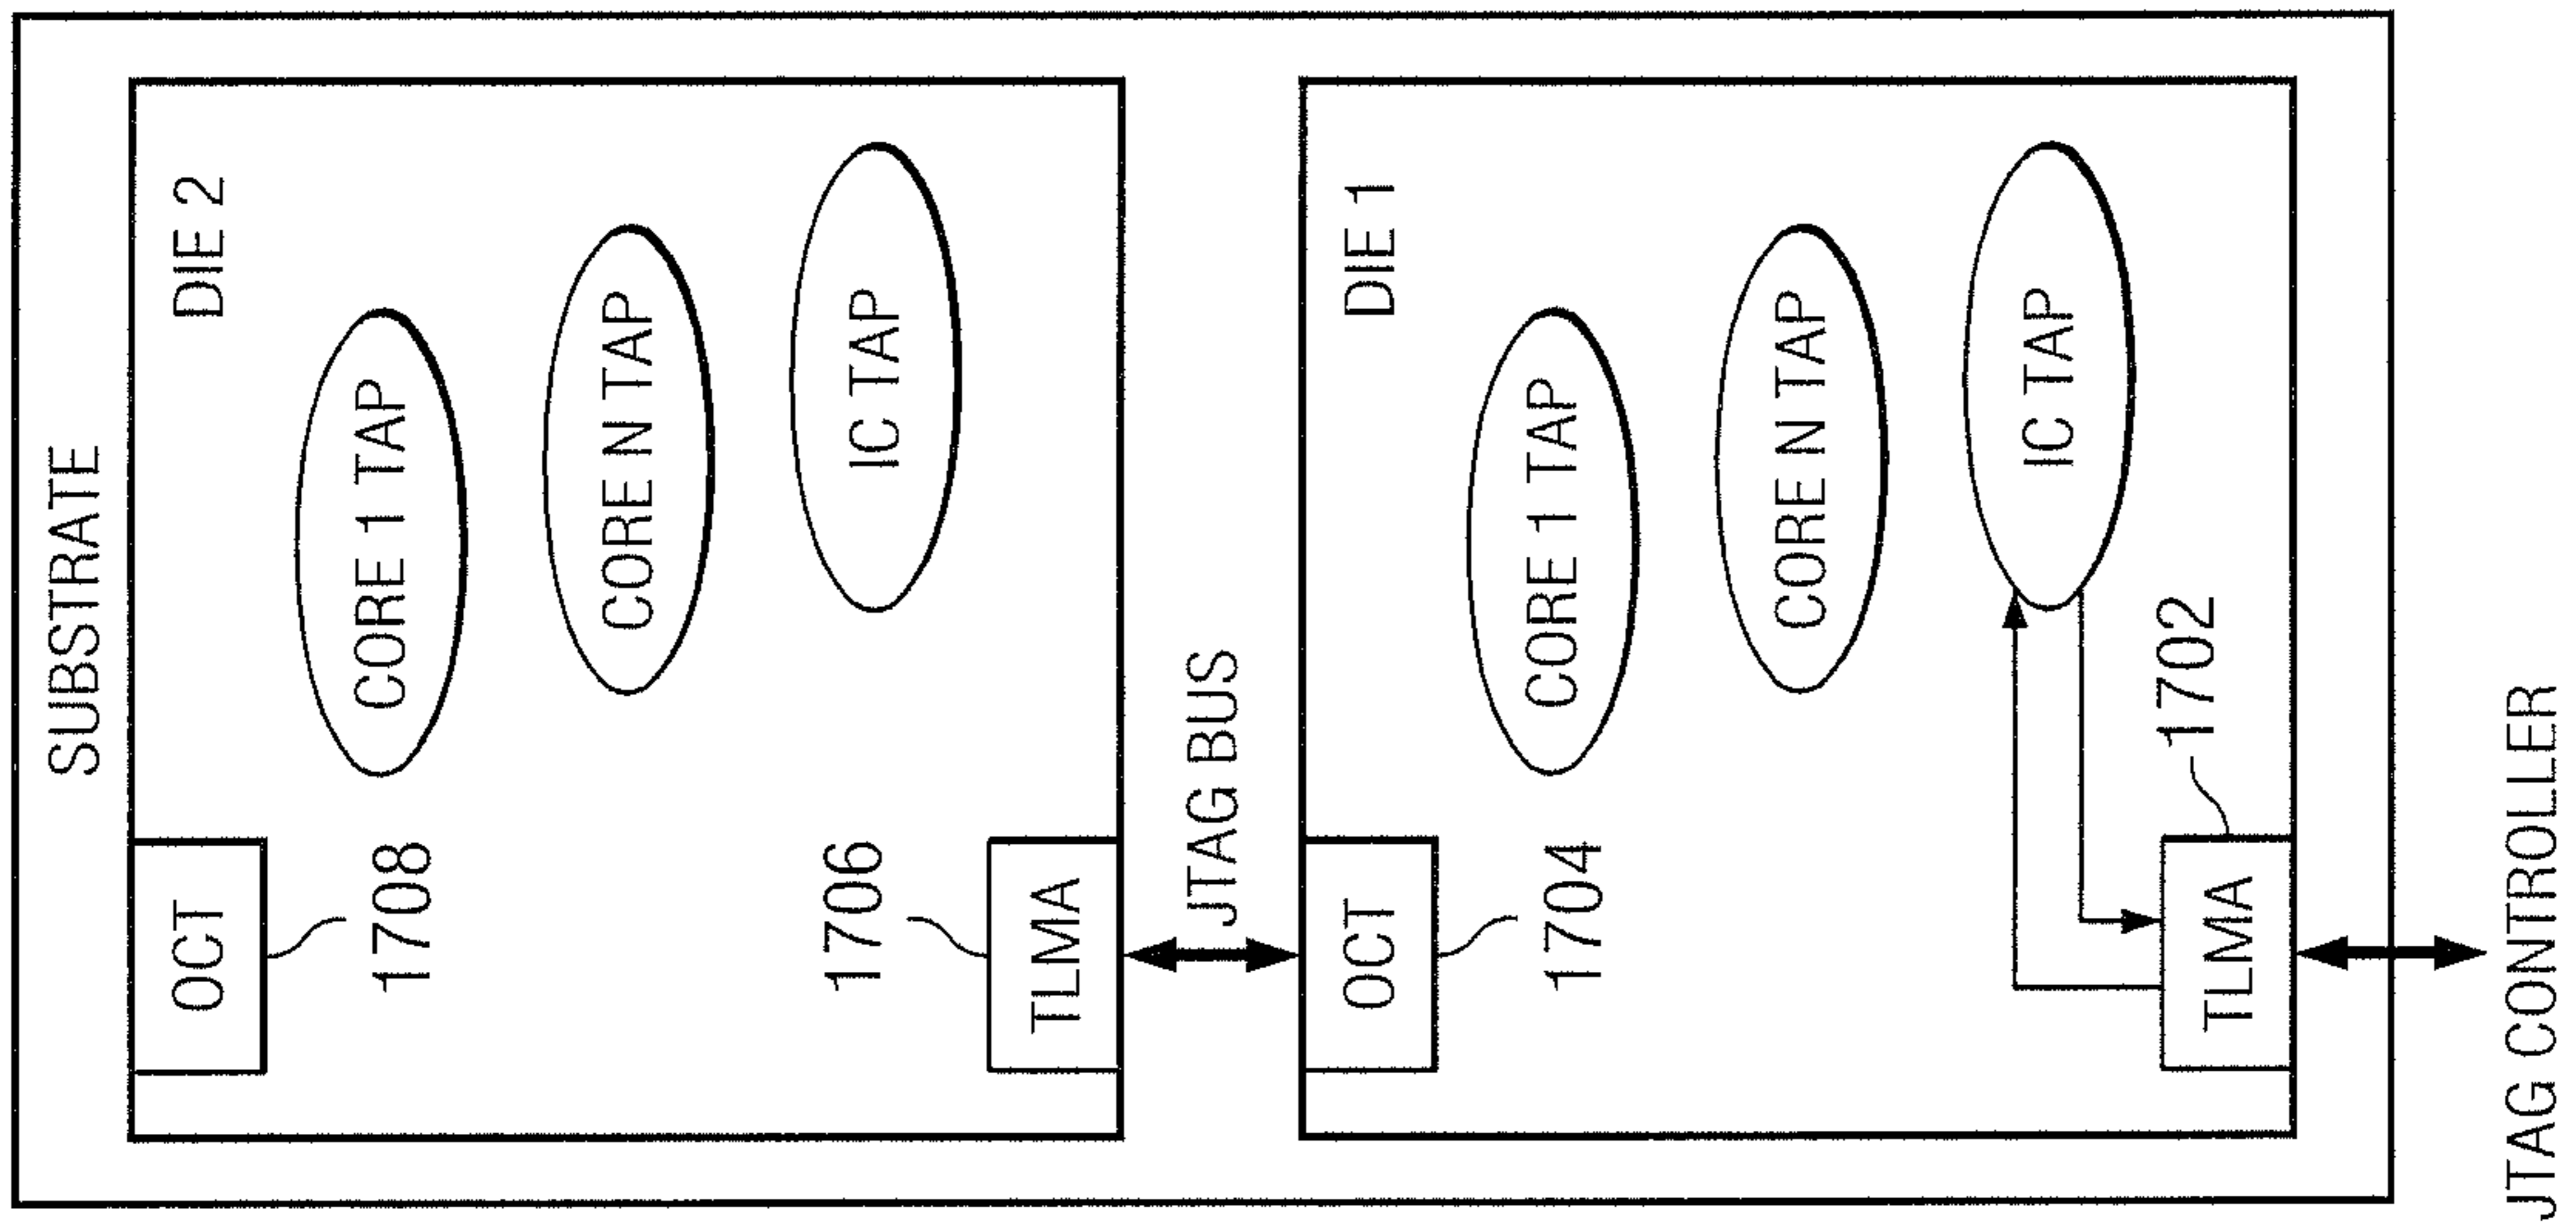 SUBSTRATE
DIE 2
OCT
1708
CORE 1 TAP
CORE N TAP
IC TAP
1706
TLMA
JTAG BUS
DIE 1
OCT
1704
CORE 1 TAP
CORE N TAP
IC TAP
1702
TLMA
JTAG CONTROLLER